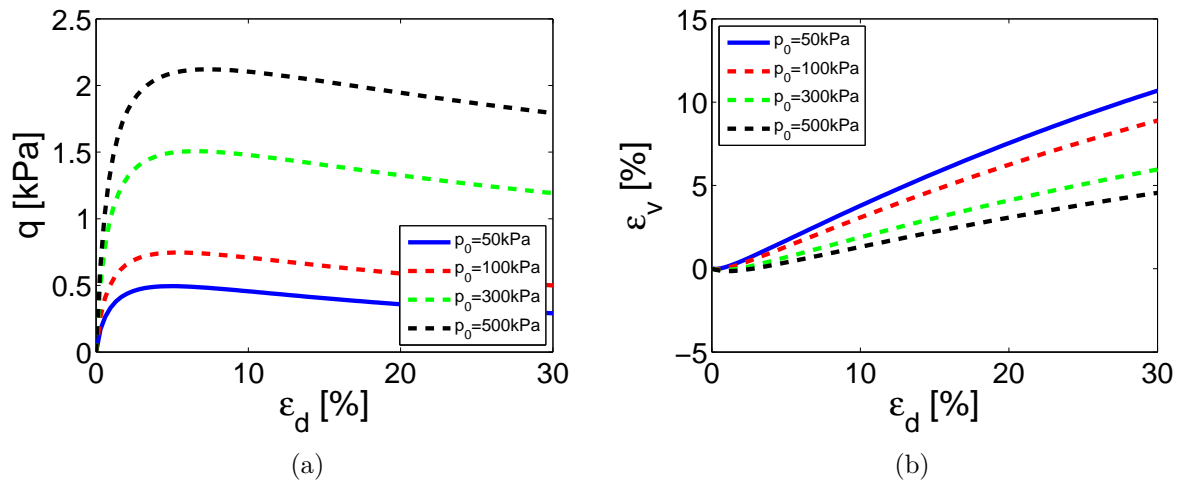 2.5
2
1.5
1
0.5
0
q [kPa]
p0=50kPa
p0=100kPa
p0=300kPa
p0=500kPa
0 10 20 30
εd [%]
(a)
15
10
5
0
−5
εv [%]
p0=50kPa
p0=100kPa
p0=300kPa
p0=500kPa
0 10 20 30
εd [%]
(b)